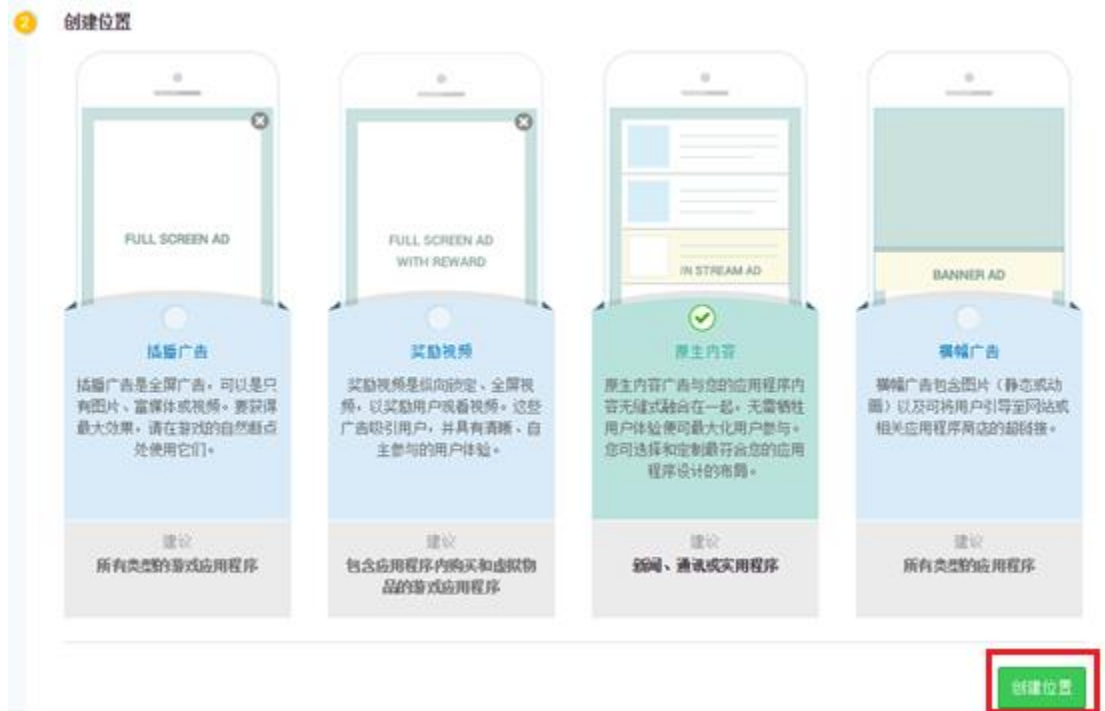 2
创建位置
FULL SCREEN AD
插播广告
插播广告是全屏广告，可以是只
有图片、富媒体或视频。要获得
最大效果，请在游戏的自然断点
处使用它们。
建议
所有类型的游戏应用程序
FULL SCREEN AD
WITH REWARD
奖励视频
奖励视频是纵向锁定、全屏视
频，以奖励用户观看视频。这些
广告吸引用户，并具有清晰、自
主参与的用户体验。
建议
包含应用程序内购买和虚拟物
品的游戏应用程序
IN STREAM AD
原生内容
原生内容广告与您的应用程序内
容无缝式融合在一起，无需牺牲
用户体验便可最大化用户参与。
您可选择和定制最符合您的应用
程序设计的布局。
建议
新闻、通讯或实用程序
BANNER AD
横幅广告
横幅广告包含图片（静态或动
画）以及可将用户引导至网站或
相关应用程序商店的超链接。
建议
所有类型的应用程序
创建位置